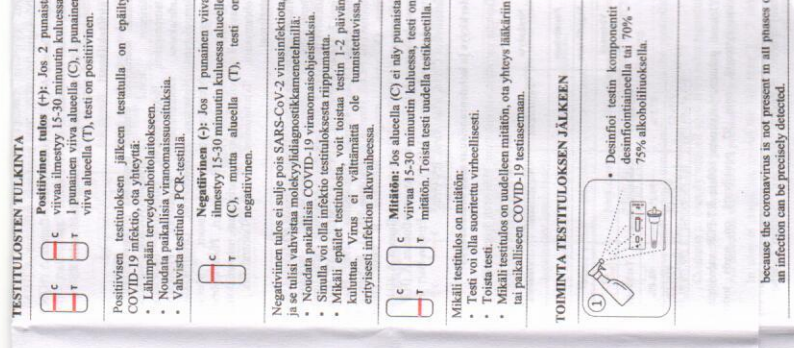 TESTITULOSTEN TULKINTA
C
T
C
T
Positiivinen tulos (+): Jos 2 punaista
viivaa ilmestyy 15-30 minuutin kuluessa
1 punainen viiva alueella (C), 1 punainen
viiva alueella (T), testi on positiivinen.
Positiivisen testituloksen jälkeen testatulla on epäilty
COVID-19 infektio, ota yhteyttä:
• Lähimpään terveydenhoitolaitokseen.
• Noudata paikallisia viranomaissuosituksia.
• Vahvista testitulos PCR-testillä.
C
T
Negatiivinen (-): Jos 1 punainen viiva
ilmestyy 15-30 minuutin kuluessa alueelle
(C), mutta alueella (T), testi on
negatiivinen.
Negatiivinen tulos ei sulje pois SARS-CoV-2 virusinfektiota,
ja se tulisi vahvistaa molekyylidiagnostiikkamenetelmillä:
• Noudata paikallisia COVID-19 viranomaisohjeistuksia.
• Sinulla voi olla infektio testituloksesta riippumatta.
• Mikäli epäilet testitulosta, voit toistaa testin 1-2 päivän
kuluttua. Virus ei välttämättä ole tunnistettavissa,
erityisesti infektion alkuvaiheessa.
C
T
C
T
Mitätön: Jos alueella (C) ei näy punaista
viivaa 15-30 minuutin kuluessa, testi on
mitätön. Toista testi uudella testikasetilla.
Mikäli testitulos on mitätön:
• Testi voi olla suoritettu virheellisesti.
• Toista testi.
• Mikäli testitulos on uudelleen mitätön, ota yhteys lääkäriin
tai paikalliseen COVID-19 testiasemaan.
TOIMINTA TESTITULOKSEN JÄLKEEN
1
• Desinfioi testin komponentit
desinfiointiaineella tai 70% -
75% alkoholiliuoksella.
because the coronavirus is not present in all phases
an infection can be precisely detected.